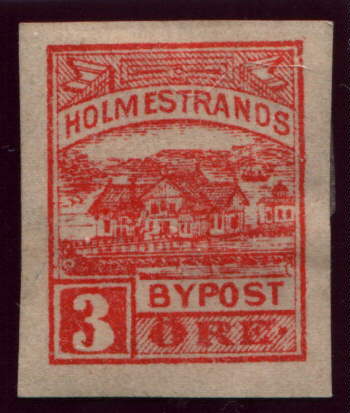 HOLMESTRANDS
BYPOST
3 ØRE.